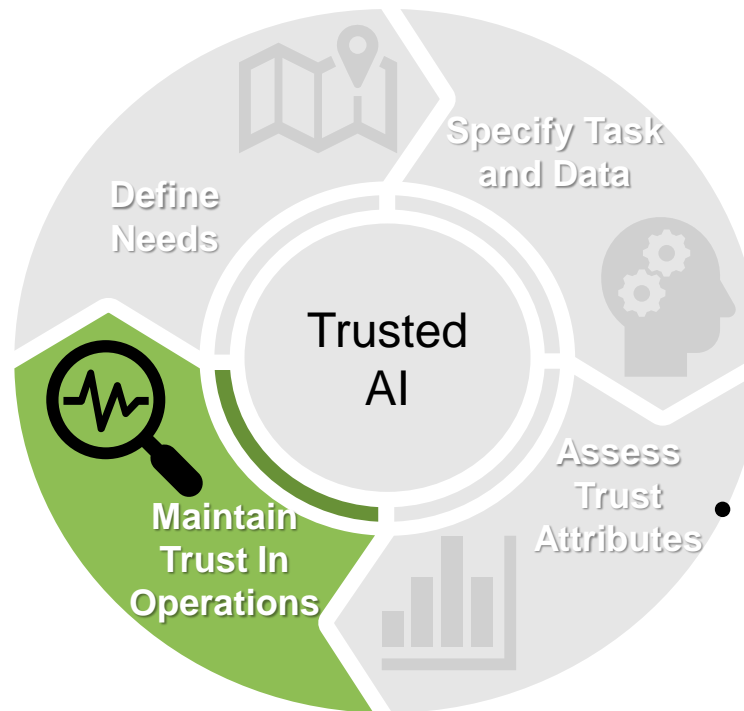 Define
Needs
Specify Task
and Data
Trusted
AI
Assess
Trust
Attributes
•
Maintain
Trust In
Operations